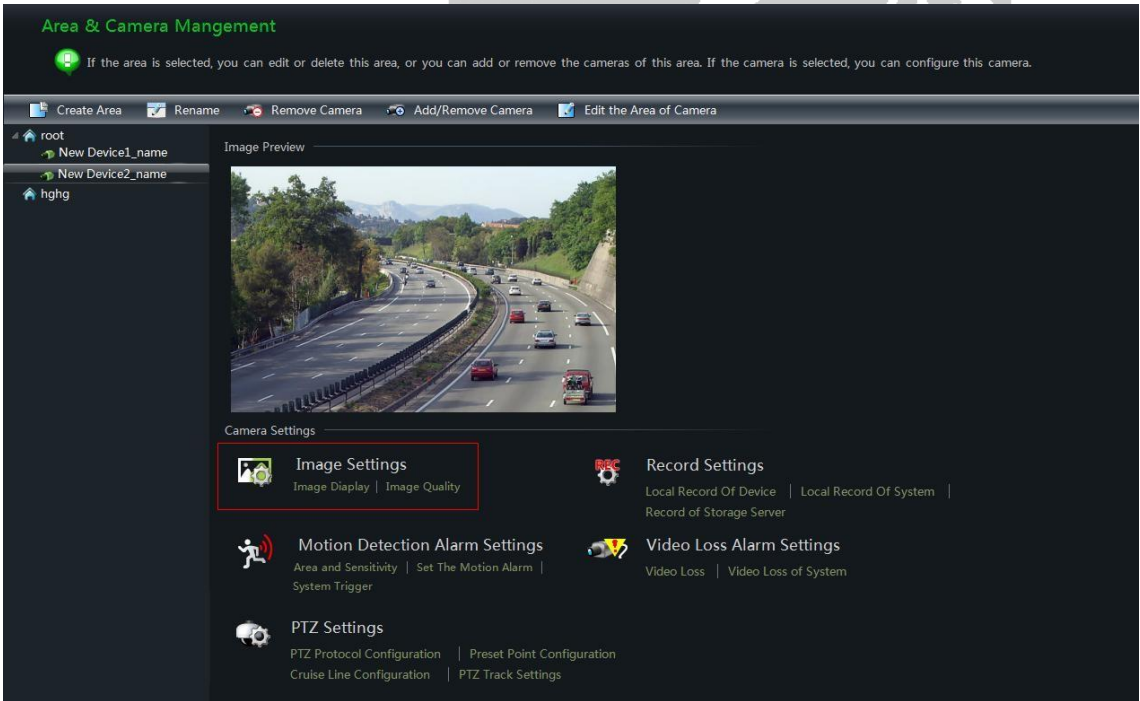 Area & Camera Mangement
If the area is selected, you can edit or delete this area, or you can add or remove the cameras of this area. If the camera is selected, you can configure this camera.
Create Area Rename Remove Camera Add/Remove Camera Edit the Area of Camera
root
New Device1_name
New Device2_name
hghg
Image Preview
Camera Settings
Image Settings
Image Diaplay | Image Quality
Record Settings
Local Record Of Device | Local Record Of System |
Record of Storage Server
REC
Motion Detection Alarm Settings
Area and Sensitivity | Set The Motion Alarm |
System Trigger
Video Loss Alarm Settings
Video Loss | Video Loss of System
PTZ Settings
PTZ Protocol Configuration | Preset Point Configuration
Cruise Line Configuration | PTZ Track Settings